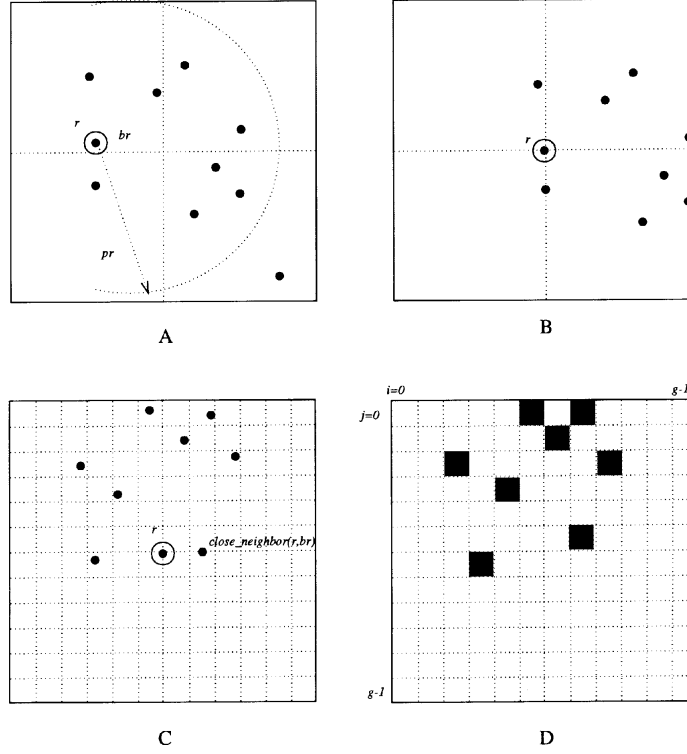 r
br
pr
A
r
B
r
close_neighbor(r,br)
C
i=0
g-1
j=0
g-1
D